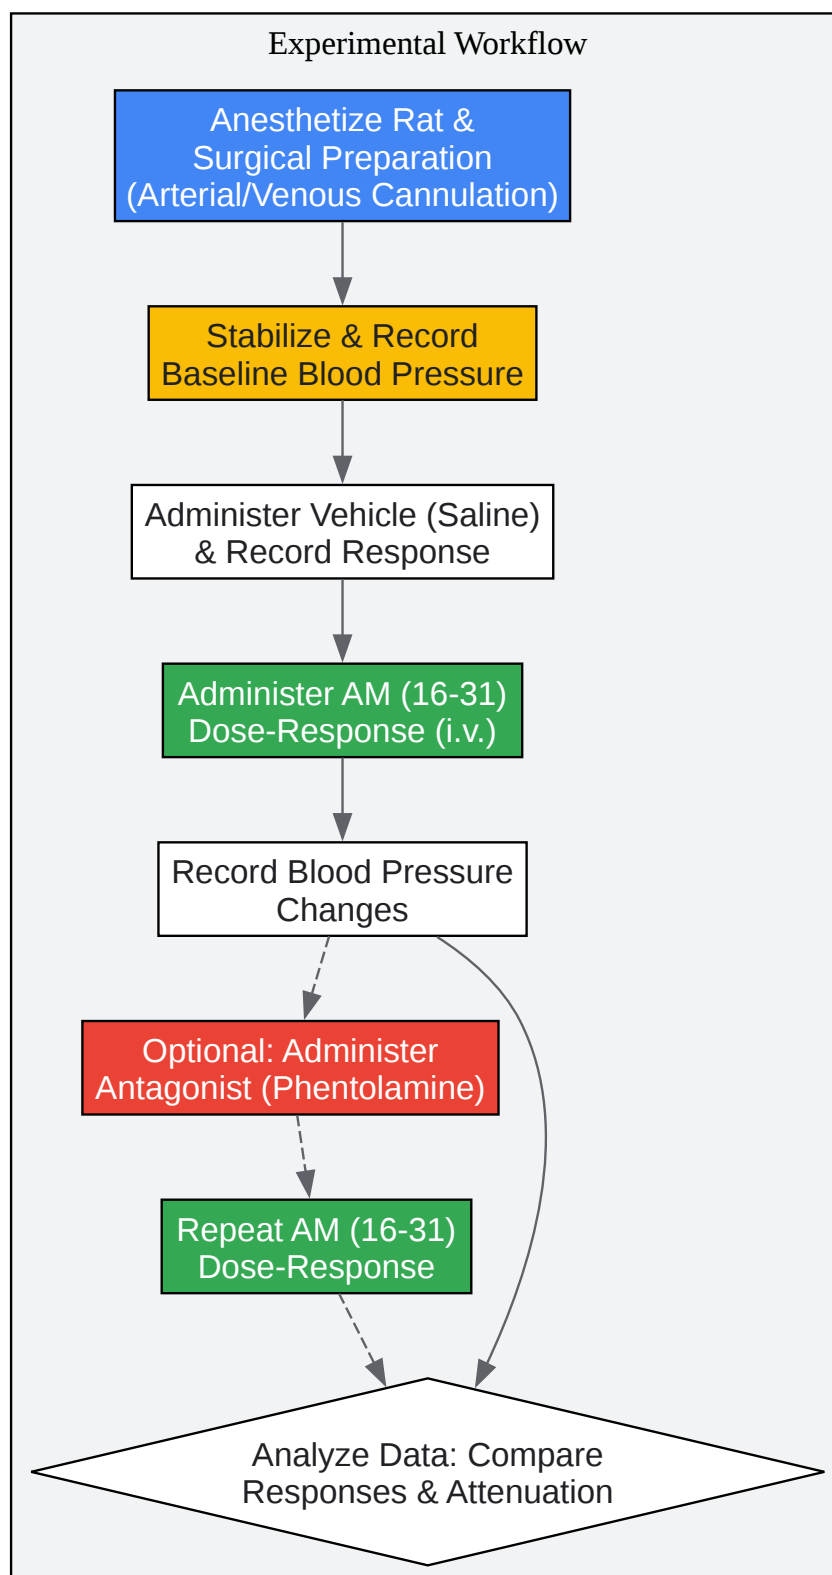 Experimental Workflow
Anesthetize Rat &
Surgical Preparation
(Arterial/Venous Cannulation)
Stabilize & Record
Baseline Blood Pressure
Administer Vehicle (Saline)
& Record Response
Administer AM (16-31)
Dose-Response (i.v.)
Record Blood Pressure
Changes
Optional: Administer
Antagonist (Phentolamine)
Repeat AM (16-31)
Dose-Response
Analyze Data: Compare
Responses & Attenuation